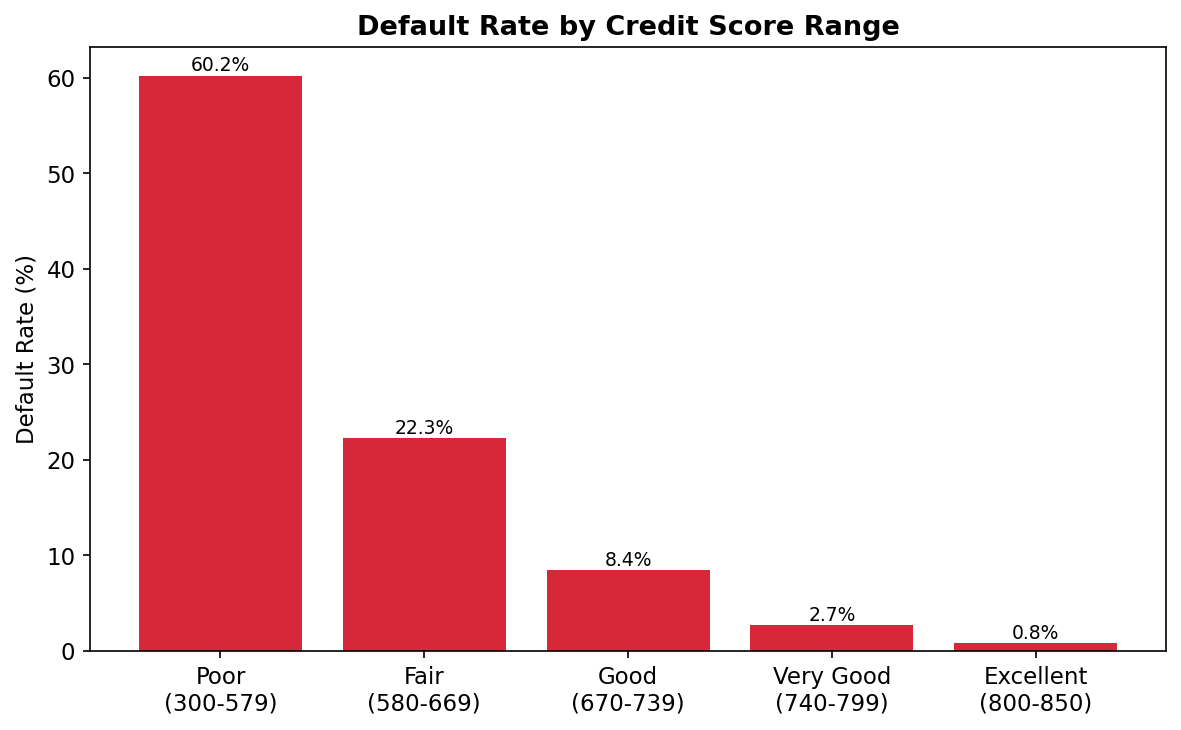 Default Rate by Credit Score Range
Default Rate (%)
60
50
40
30
20
10
0
60.2%
22.3%
8.4%
2.7%
0.8%
Poor
(300-579)
Fair
(580-669)
Good
(670-739)
Very Good
(740-799)
Excellent
(800-850)